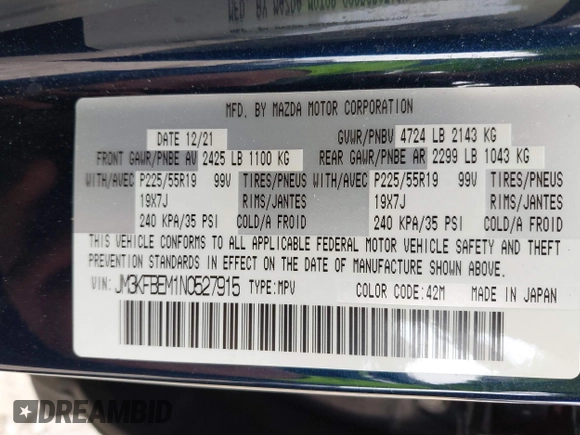 MFD. BY MAZDA MOTOR CORPORATION
DATE 12/21 GVWR/PNBV 4724 LB 2143 KG
FRONT GAWR/PNBE AV 2425 LB 1100 KG REAR GAWR/PNBE AR 2299 LB 1043 KG
WITH/AVEC P225/55R19 99V TIRES/PNEUS WITH/AVEC P225/55R19 99V TIRES/PNEUS
19X7J RIMS/JANTES 19X7J RIMS/JANTES
240 KPA/35 PSI COLD/A FROID 240 KPA/35 PSI COLD/A FROID
THIS VEHICLE CONFORMS TO ALL APPLICABLE FEDERAL MOTOR VEHICLE SAFETY AND THEFT
PREVENTION STANDARDS IN EFFECT ON THE DATE OF MANUFACTURE SHOWN ABOVE.
VIN: JM3KFBEM1N0527915 TYPE:MPV COLOR CODE:42M MADE IN JAPAN
DREAMBID